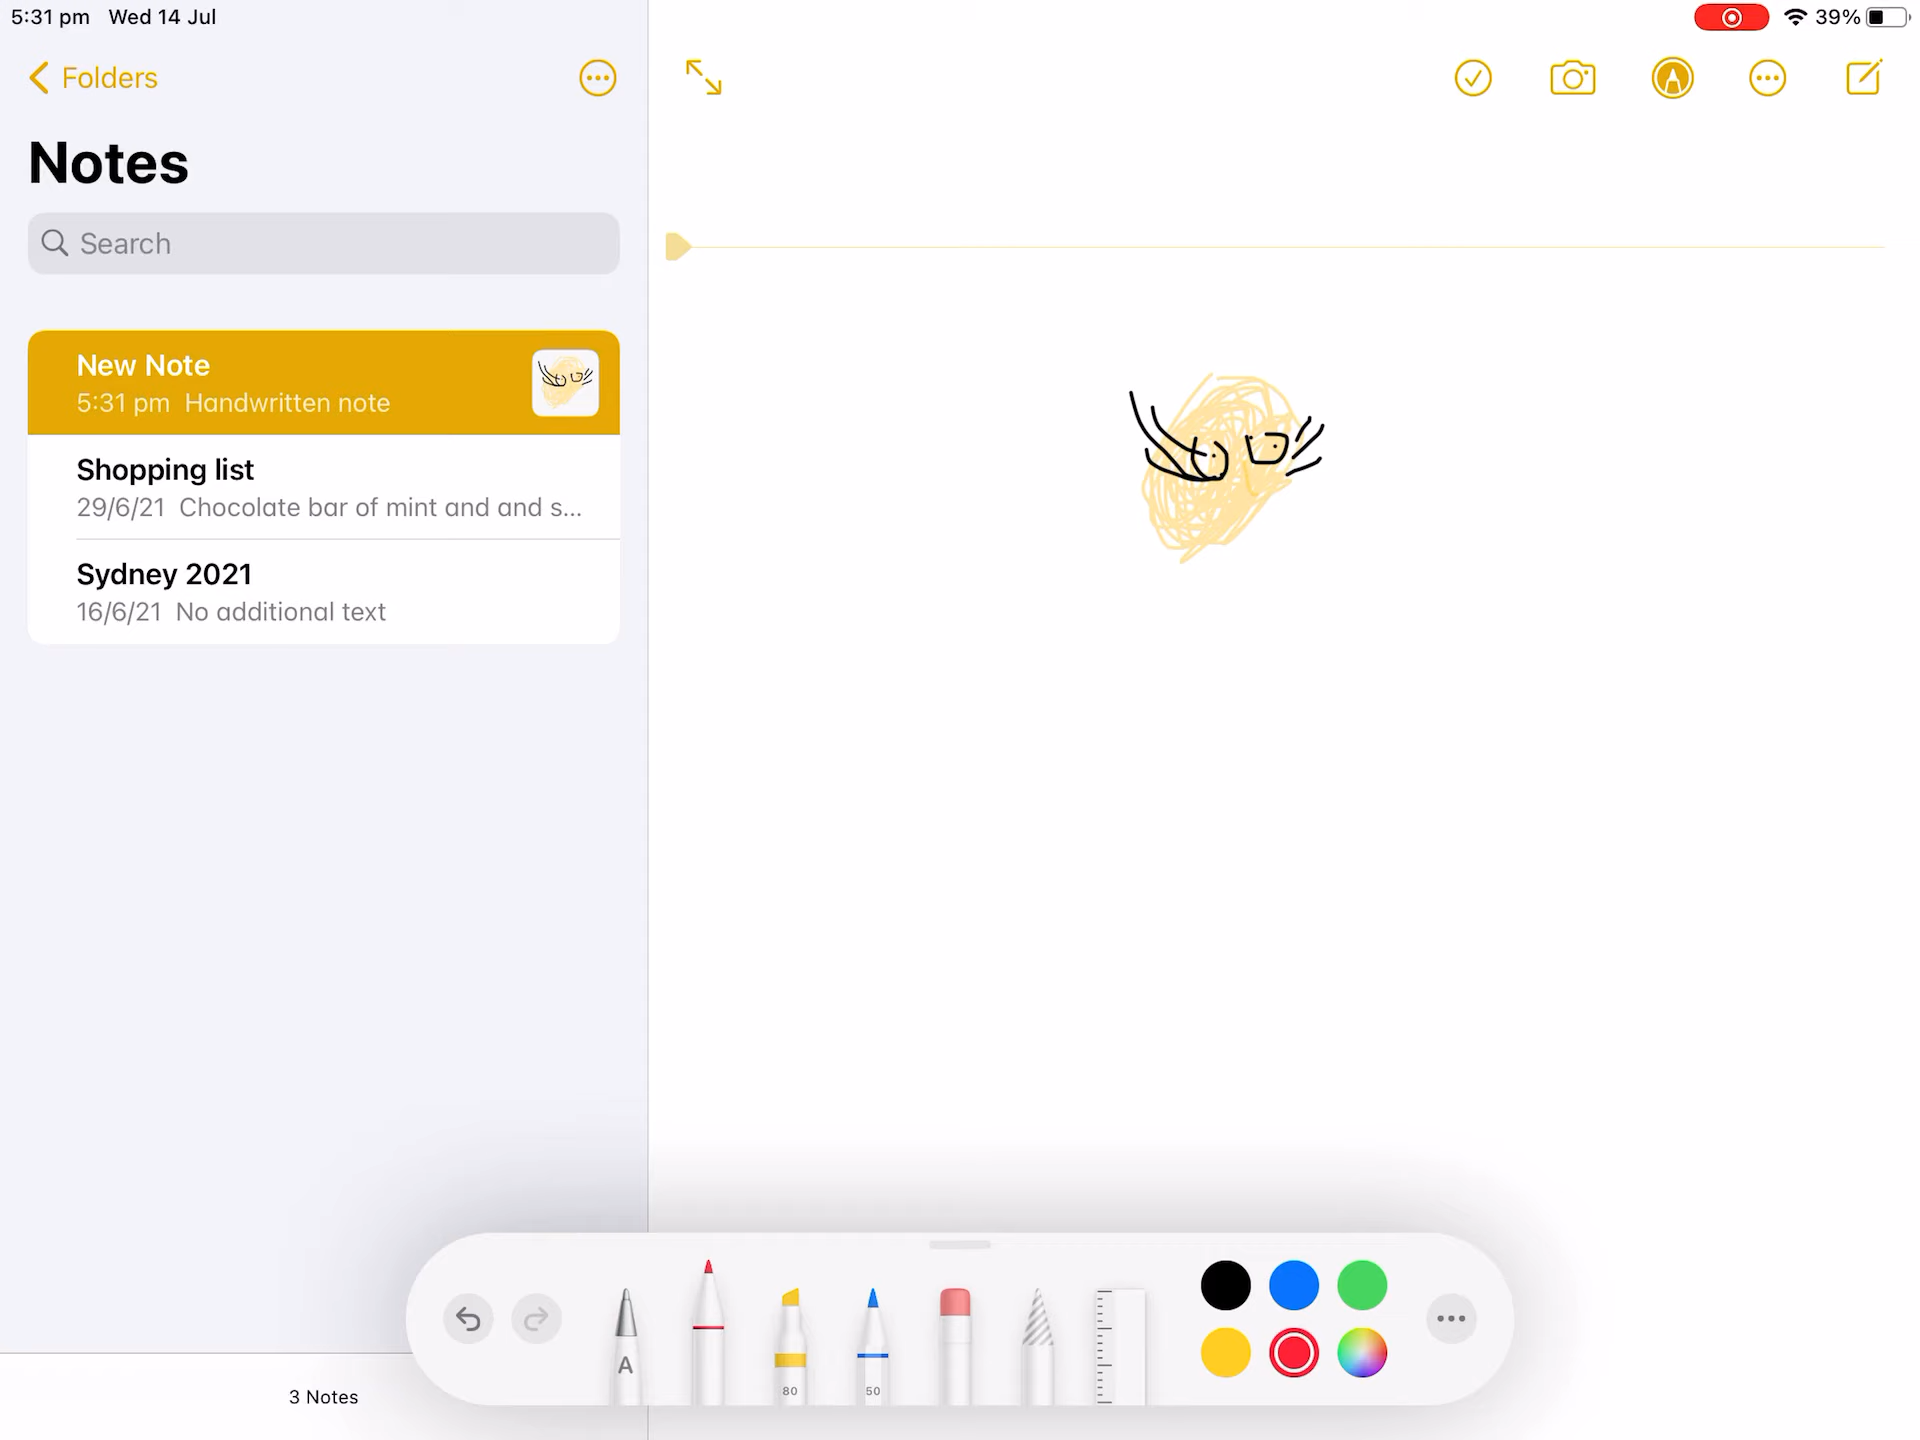 5:31 pm Wed 14 Jul
39%
Folders
Notes
Search
New Note
5:31 pm Handwritten note
Shopping list
29/6/21 Chocolate bar of mint and and s...
Sydney 2021
16/6/21 No additional text
A
80
50
3 Notes